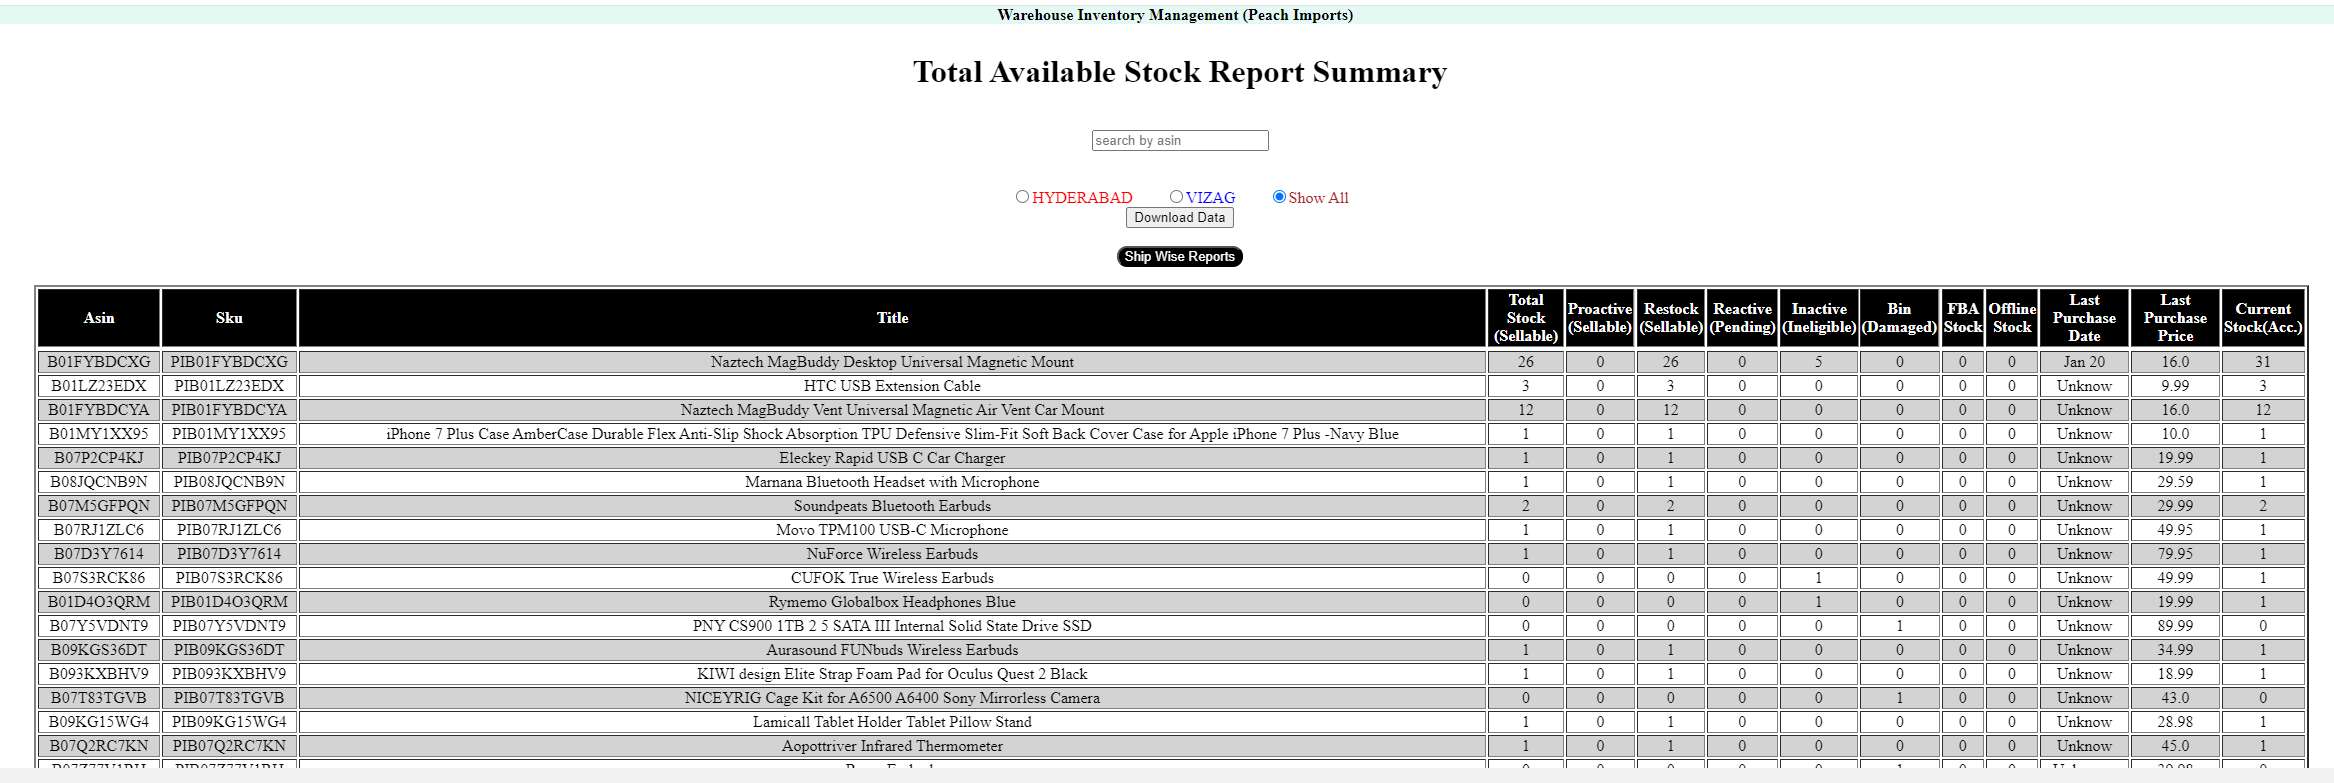 Warehouse Inventory Management (Peach Imports)
Total Available Stock Report Summary
search by asin
HYDERABAD VIZAG Show All
Download Data
Ship Wise Reports
Asin Sku Title Total Stock (Sellable) Proactive (Sellable) Restock (Sellable) Reactive (Pending) Inactive (Ineligible) Bin (Damaged) FBA Stock Offline Stock Last Purchase Date Last Purchase Price Current Stock(Acc.)
B01FYBDCXG PIB01FYBDCXG Naztech MagBuddy Desktop Universal Magnetic Mount 26 0 26 0 5 0 0 0 Jan 20 16.0 31
B01LZ23EDX PIB01LZ23EDX HTC USB Extension Cable 3 0 3 0 0 0 0 0 Unknow 9.99 3
B01FYBDCYA PIB01FYBDCYA Naztech MagBuddy Vent Universal Magnetic Air Vent Car Mount 12 0 12 0 0 0 0 0 Unknow 16.0 12
B01MY1XX95 PIB01MY1XX95 iPhone 7 Plus Case AmberCase Durable Flex Anti-Slip Shock Absorption TPU Defensive Slim-Fit Soft Back Cover Case for Apple iPhone 7 Plus -Navy Blue 1 0 1 0 0 0 0 0 Unknow 10.0 1
B07P2CP4KJ PIB07P2CP4KJ Eleckey Rapid USB C Car Charger 1 0 1 0 0 0 0 0 Unknow 19.99 1
B08JQCNB9N PIB08JQCNB9N Marnana Bluetooth Headset with Microphone 1 0 1 0 0 0 0 0 Unknow 29.59 1
B07M5GFPQN PIB07M5GFPQN Soundpeats Bluetooth Earbuds 2 0 2 0 0 0 0 0 Unknow 29.99 2
B07RJ1ZLC6 PIB07RJ1ZLC6 Movo TPM100 USB-C Microphone 1 0 1 0 0 0 0 0 Unknow 49.95 1
B07D3Y7614 PIB07D3Y7614 NuForce Wireless Earbuds 1 0 1 0 0 0 0 0 Unknow 79.95 1
B07S3RCK86 PIB07S3RCK86 CUFOK True Wireless Earbuds 0 0 0 0 1 0 0 0 Unknow 49.99 1
B01D4O3QRM PIB01D4O3QRM Rymemo Globalbox Headphones Blue 0 0 0 0 1 0 0 0 Unknow 19.99 1
B07Y5VDNT9 PIB07Y5VDNT9 PNY CS900 1TB 2 5 SATA III Internal Solid State Drive SSD 0 0 0 0 0 1 0 0 Unknow 89.99 0
B09KGS36DT PIB09KGS36DT Aurasound FUNbuds Wireless Earbuds 1 0 1 0 0 0 0 0 Unknow 34.99 1
B093KXBHV9 PIB093KXBHV9 KIWI design Elite Strap Foam Pad for Oculus Quest 2 Black 1 0 1 0 0 0 0 0 Unknow 18.99 1
B07T83TGVB PIB07T83TGVB NICEYRIG Cage Kit for A6500 A6400 Sony Mirrorless Camera 0 0 0 0 0 1 0 0 Unknow 43.0 0
B09KG15WG4 PIB09KG15WG4 Lamicall Tablet Holder Tablet Pillow Stand 1 0 1 0 0 0 0 0 Unknow 28.98 1
B07Q2RC7KN PIB07Q2RC7KN Aopottriver Infrared Thermometer 1 0 1 0 0 0 0 0 Unknow 45.0 1